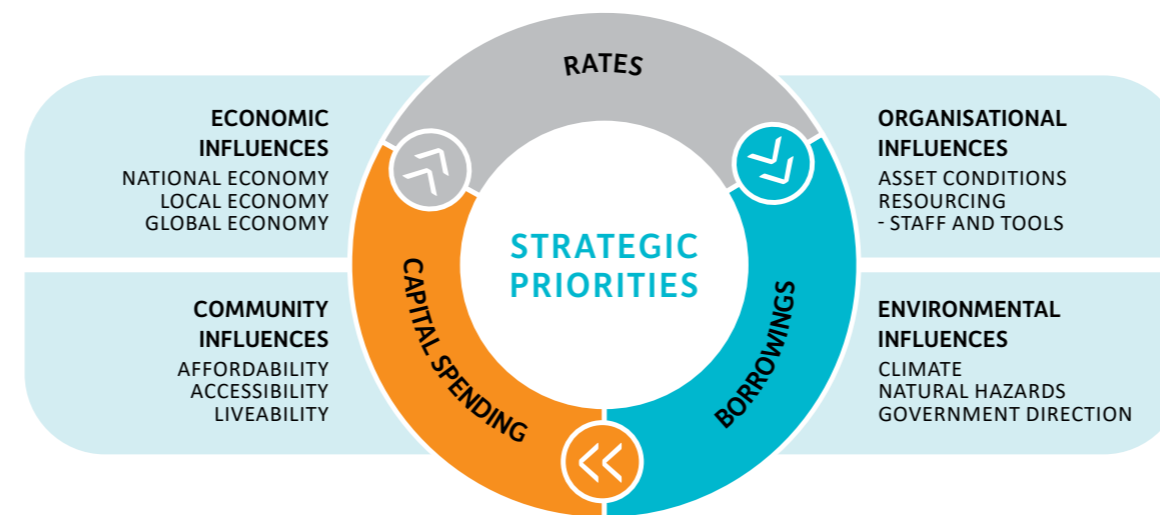 RATES
ECONOMIC
INFLUENCES
NATIONAL ECONOMY
LOCAL ECONOMY
GLOBAL ECONOMY
ORGANISATIONAL
INFLUENCES
ASSET CONDITIONS
RESOURCING
- STAFF AND TOOLS
STRATEGIC
PRIORITIES
CAPITAL SPENDING
BORROWINGS
COMMUNITY
INFLUENCES
AFFORDABILITY
ACCESSIBILITY
LIVEABILITY
ENVIRONMENTAL
INFLUENCES
CLIMATE
NATURAL HAZARDS
GOVERNMENT DIRECTION